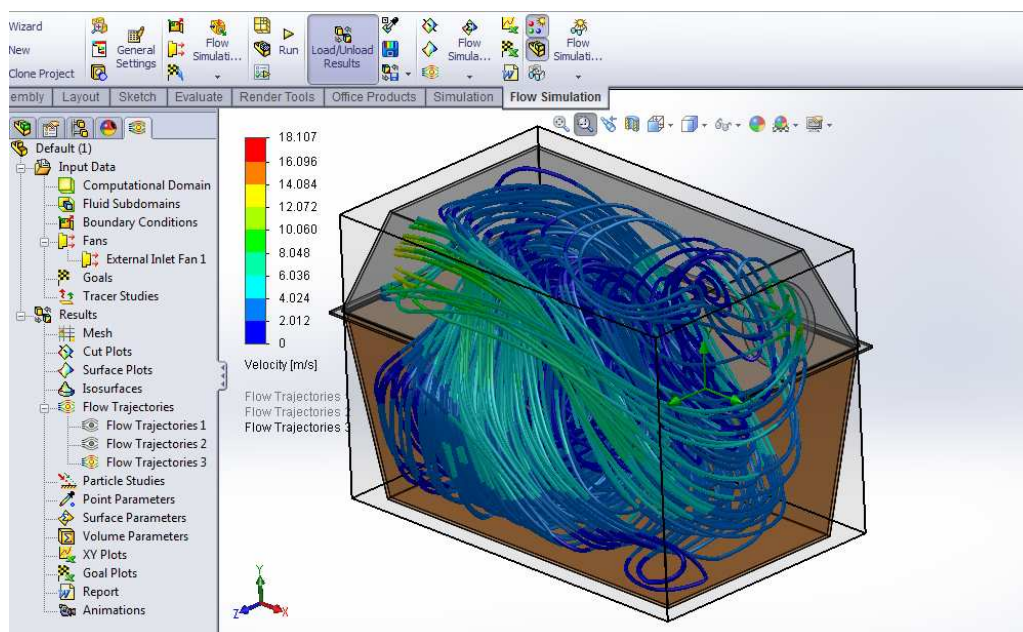 Wizard
New
Clone Project
General Settings
Flow Simulati...
Run
Load/Unload Results
Flow Simula...
Flow Simulati...
embly
Layout
Sketch
Evaluate
Render Tools
Office Products
Simulation
Flow Simulation
Default (1)
Input Data
Computational Domain
Fluid Subdomains
Boundary Conditions
Fans
External Inlet Fan 1
Goals
Tracer Studies
Results
Mesh
Cut Plots
Surface Plots
Isosurfaces
Flow Trajectories
Flow Trajectories 1
Flow Trajectories 2
Flow Trajectories 3
Particle Studies
Point Parameters
Surface Parameters
Volume Parameters
XY Plots
Goal Plots
Report
Animations
18.107
16.096
14.084
12.072
10.060
8.048
6.036
4.024
2.012
0
Velocity [m/s]
Flow Trajectories
Flow Trajectories
Flow Trajectories
Y
Z
X